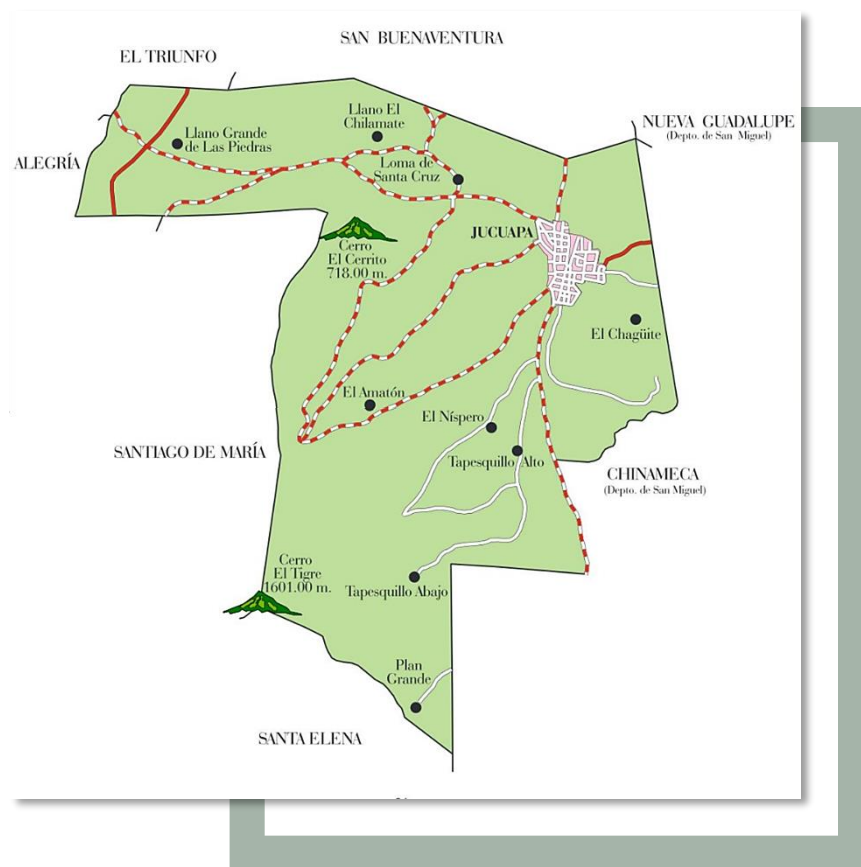 SAN BUENAVENTURA
EL TRIUNFO
Llano El
Chilamate
NUEVA GUADALUPE
(Depto. de San Miguel)
Llano Grande
de Las Piedras
ALEGRÍA
Loma de
Santa Cruz
JUCUAPA
Cerro
El Cerrito
718.00 m.
El Chagüite
El Amatón
El Níspero
SANTIAGO DE MARÍA
Tapesquillo Alto
CHINAMECA
(Depto. de San Miguel)
Cerro
El Tigre
1601.00 m.
Tapesquillo Abajo
Plan
Grande
SANTA ELENA